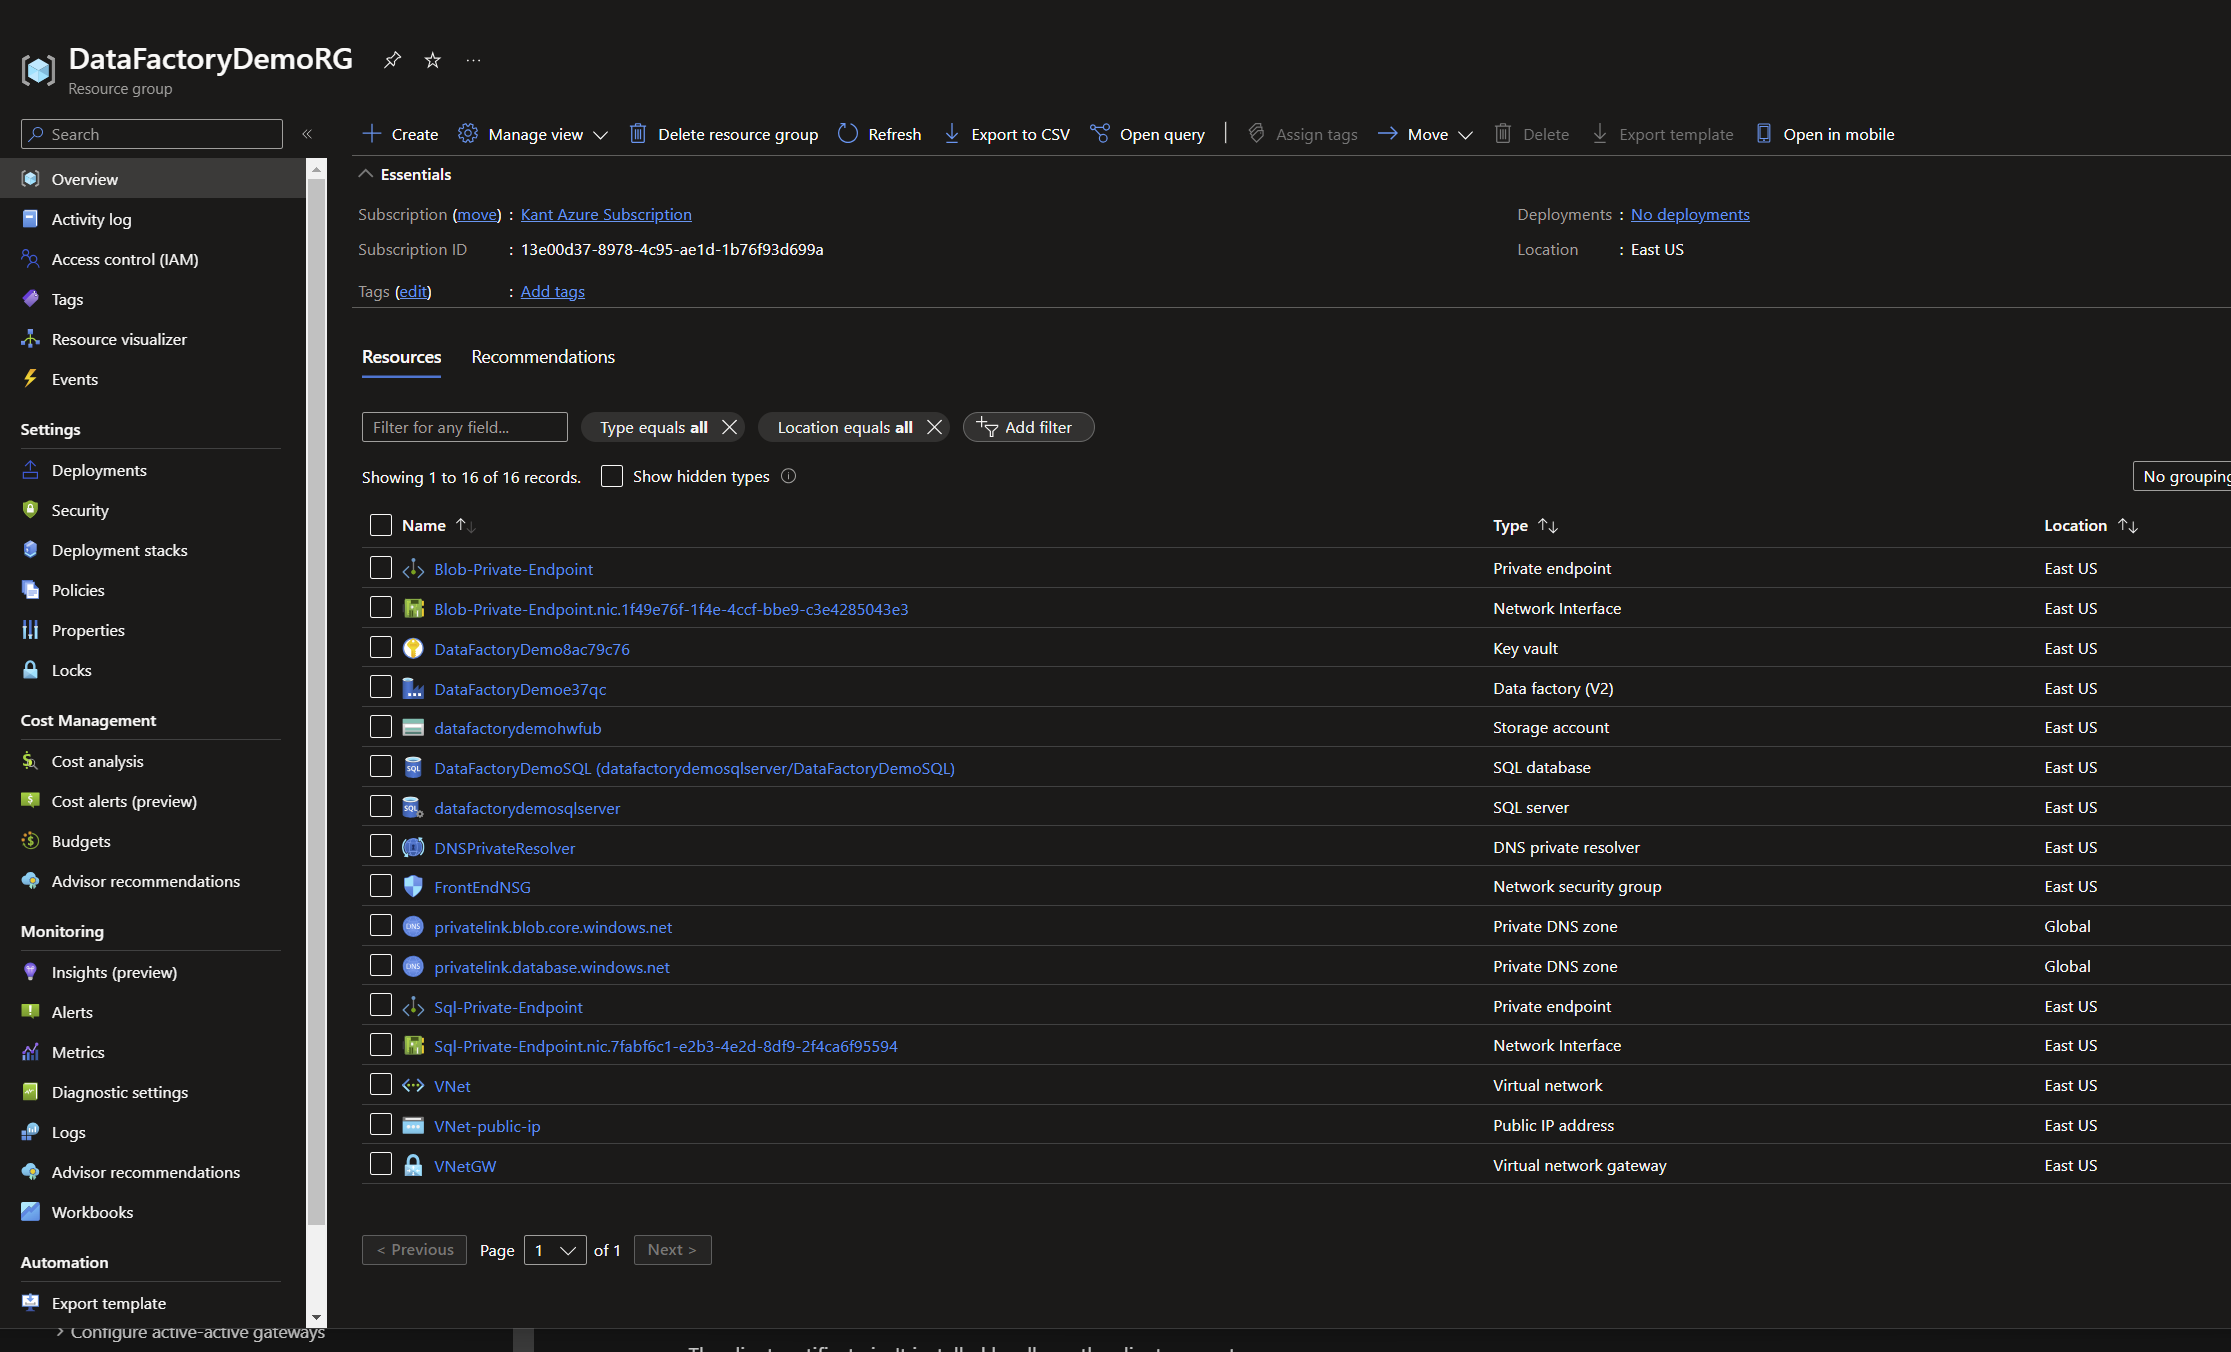 DataFactoryDemoRG
Resource group
Search
Create Manage view Delete resource group Refresh Export to CSV Open query Assign tags Move Delete Export template Open in mobile
Overview
Activity log
Access control (IAM)
Tags
Resource visualizer
Events
Settings
Deployments
Security
Deployment stacks
Policies
Properties
Locks
Cost Management
Cost analysis
Cost alerts (preview)
Budgets
Advisor recommendations
Monitoring
Insights (preview)
Alerts
Metrics
Diagnostic settings
Logs
Advisor recommendations
Workbooks
Automation
Export template
Essentials
Subscription (move) : Kant Azure Subscription
Subscription ID : 13e00d37-8978-4c95-ae1d-1b76f93d699a
Tags (edit) : Add tags
Deployments : No deployments
Location : East US
Resources Recommendations
Filter for any field... Type equals all Location equals all Add filter
Showing 1 to 16 of 16 records. Show hidden types No grouping
Name Type Location
Blob-Private-Endpoint Private endpoint East US
Blob-Private-Endpoint.nic.1f49e76f-1f4e-4ccf-bbe9-c3e4285043e3 Network Interface East US
DataFactoryDemo8ac79c76 Key vault East US
DataFactoryDemoe37qc Data factory (V2) East US
datafactorydemohwfub Storage account East US
DataFactoryDemoSQL (datafactorydemosqlserver/DataFactoryDemoSQL) SQL database East US
datafactorydemosqlserver SQL server East US
DNSPrivateResolver DNS private resolver East US
FrontEndNSG Network security group East US
privatelink.blob.core.windows.net Private DNS zone Global
privatelink.database.windows.net Private DNS zone Global
Sql-Private-Endpoint Private endpoint East US
Sql-Private-Endpoint.nic.7fabf6c1-e2b3-4e2d-8df9-2f4ca6f95594 Network Interface East US
VNet Virtual network East US
VNet-public-ip Public IP address East US
VNetGW Virtual network gateway East US
< Previous Page 1 of 1 Next >
Configure active-active gateways